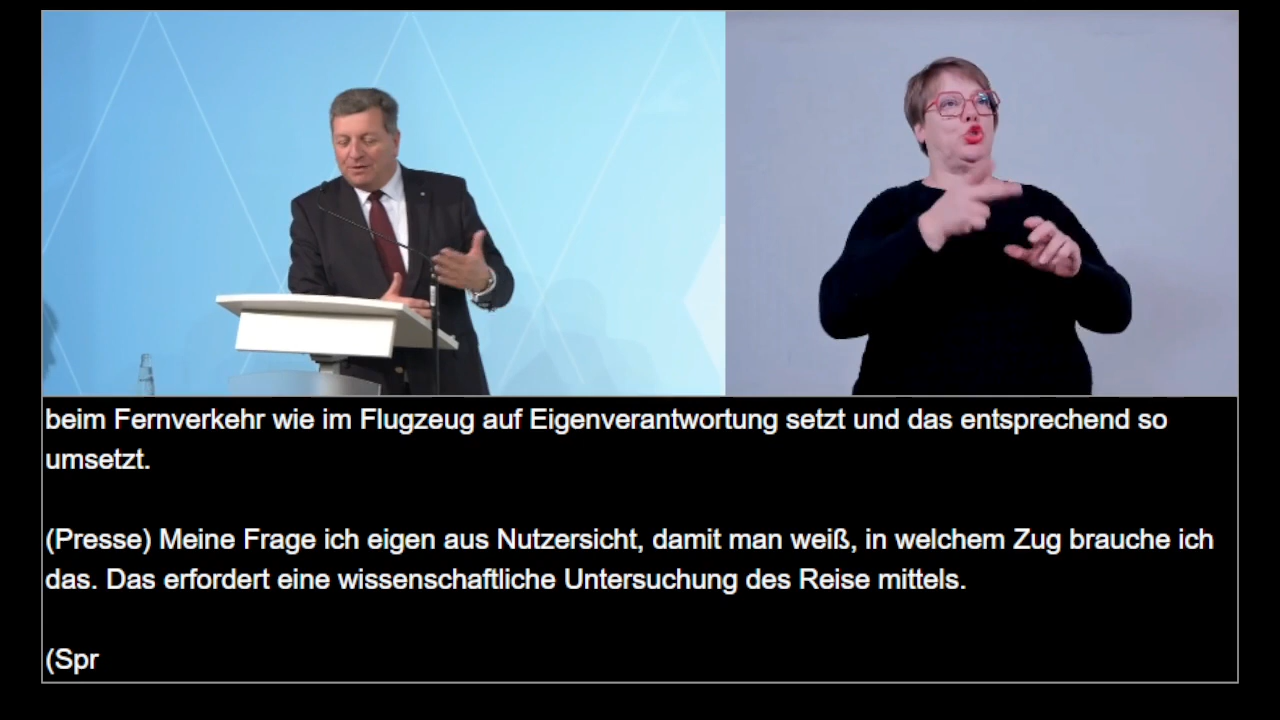 beim Fernverkehr wie im Flugzeug auf Eigenverantwortung setzt und das entsprechend so
umsetzt.
(Presse) Meine Frage ich eigen aus Nutzersicht, damit man weiß, in welchem Zug brauche ich
das. Das erfordert eine wissenschaftliche Untersuchung des Reise mittels.
(Spr